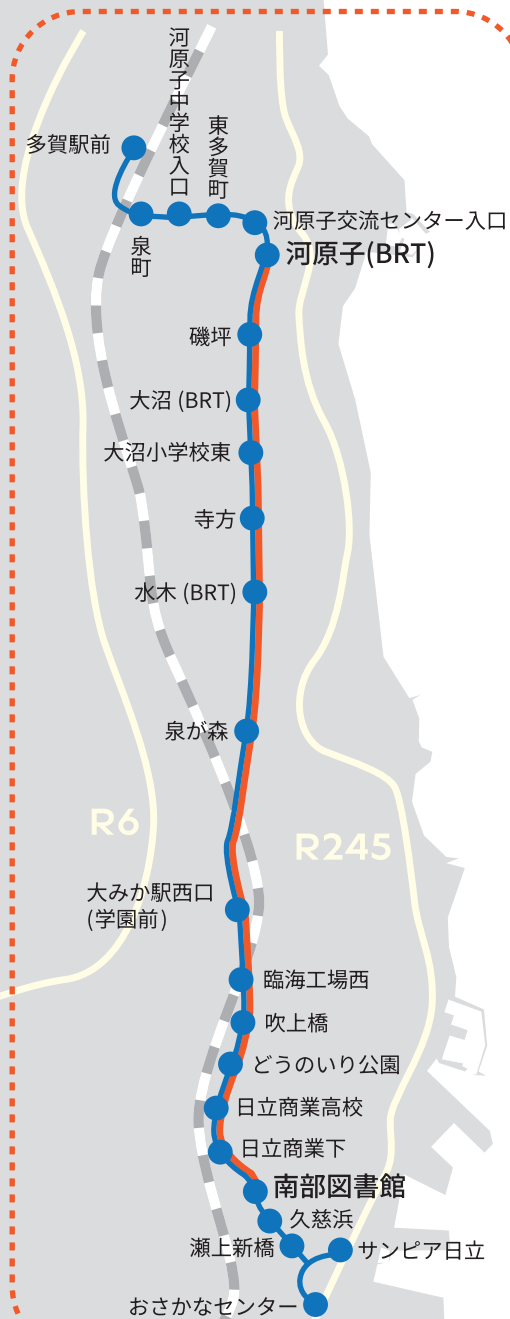 河原子中学校入口
東多賀町
多賀駅前
泉町
河原子交流センター入口
河原子(BRT)
磯坪
大沼 (BRT)
大沼小学校東
寺方
水木 (BRT)
泉が森
R6
R245
大みか駅西口
(学園前)
臨海工場西
吹上橋
どうのいり公園
日立商業高校
日立商業下
南部図書館
久慈浜
瀬上新橋
サンピア日立
おさかなセンター